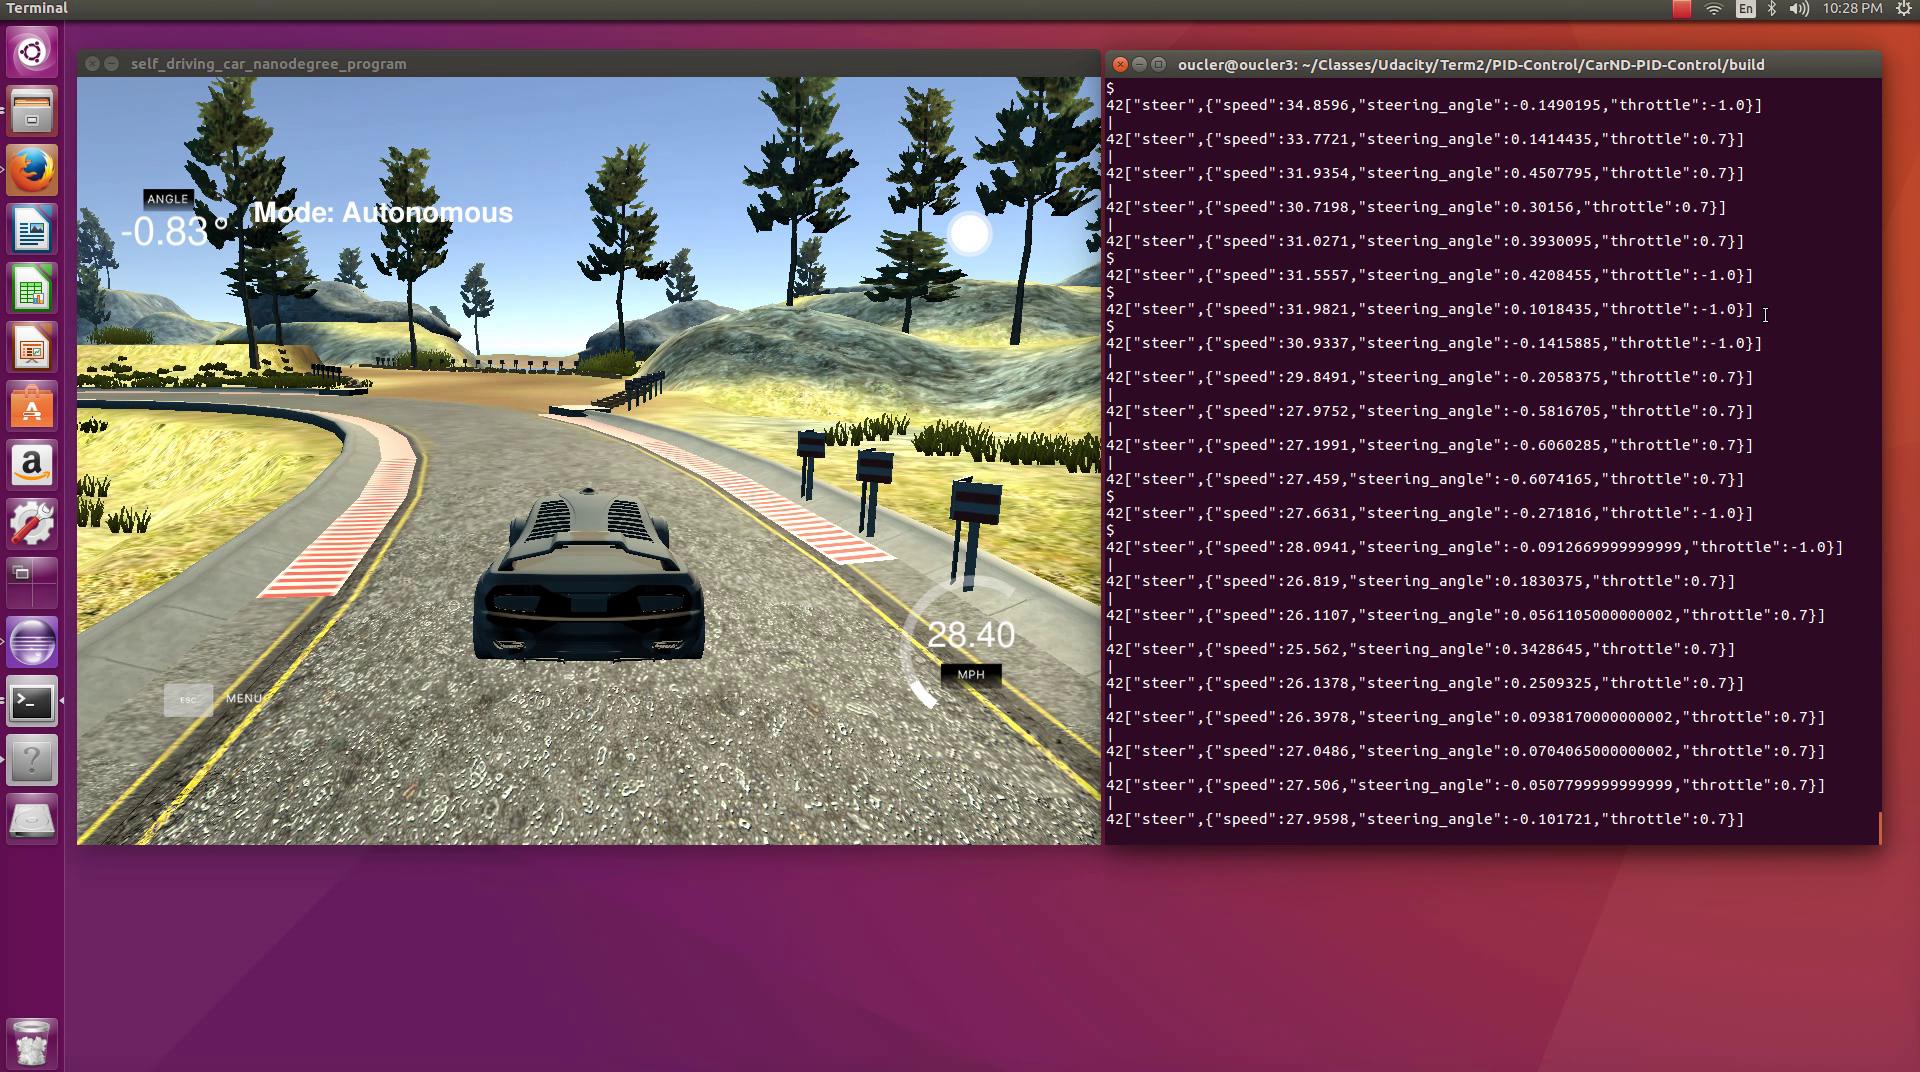 Terminal
En
10:28 PM
self_driving_car_nanodegree_program
ANGLE
-0.83°
Mode: Autonomous
28.40
MPH
ESC
MENU
oucler@oucler3: ~/Classes/Udacity/Term2/PID-Control/CarND-PID-Control/build
$
42["steer",{"speed":34.8596,"steering_angle":-0.1490195,"throttle":-1.0}]
|
42["steer",{"speed":33.7721,"steering_angle":0.1414435,"throttle":0.7}]
|
42["steer",{"speed":31.9354,"steering_angle":0.4507795,"throttle":0.7}]
|
42["steer",{"speed":30.7198,"steering_angle":0.30156,"throttle":0.7}]
|
42["steer",{"speed":31.0271,"steering_angle":0.3930095,"throttle":0.7}]
$
42["steer",{"speed":31.5557,"steering_angle":0.4208455,"throttle":-1.0}]
$
42["steer",{"speed":31.9821,"steering_angle":0.1018435,"throttle":-1.0}]
$
42["steer",{"speed":30.9337,"steering_angle":-0.1415885,"throttle":-1.0}]
|
42["steer",{"speed":29.8491,"steering_angle":-0.2058375,"throttle":0.7}]
|
42["steer",{"speed":27.9752,"steering_angle":-0.5816705,"throttle":0.7}]
|
42["steer",{"speed":27.1991,"steering_angle":-0.6060285,"throttle":0.7}]
|
42["steer",{"speed":27.459,"steering_angle":-0.6074165,"throttle":0.7}]
$
42["steer",{"speed":27.6631,"steering_angle":-0.271816,"throttle":-1.0}]
$
42["steer",{"speed":28.0941,"steering_angle":-0.0912669999999999,"throttle":-1.0}]
|
42["steer",{"speed":26.819,"steering_angle":0.1830375,"throttle":0.7}]
|
42["steer",{"speed":26.1107,"steering_angle":0.0561105000000002,"throttle":0.7}]
|
42["steer",{"speed":25.562,"steering_angle":0.3428645,"throttle":0.7}]
|
42["steer",{"speed":26.1378,"steering_angle":0.2509325,"throttle":0.7}]
|
42["steer",{"speed":26.3978,"steering_angle":0.0938170000000002,"throttle":0.7}]
|
42["steer",{"speed":27.0486,"steering_angle":0.0704065000000002,"throttle":0.7}]
|
42["steer",{"speed":27.506,"steering_angle":-0.0507799999999999,"throttle":0.7}]
|
42["steer",{"speed":27.9598,"steering_angle":-0.101721,"throttle":0.7}]